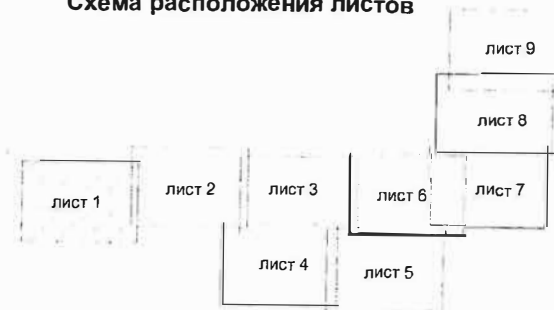 Схема расположения листов
лист 9
лист 8
лист 1
лист 2
лист 3
лист 6
лист 7
лист 4
лист 5